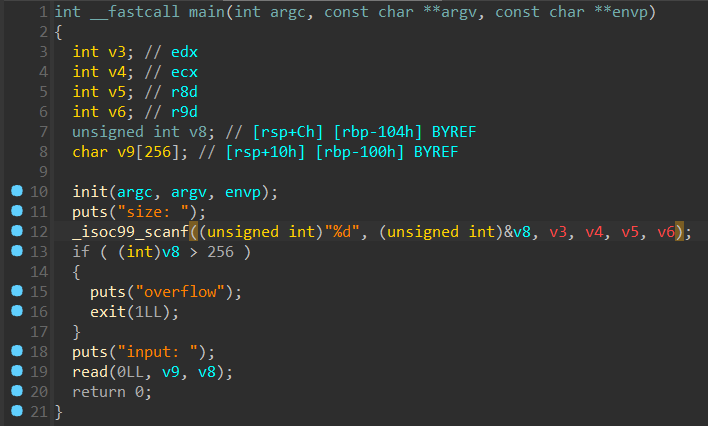 1 int __fastcall main(int argc, const char **argv, const char **envp)
2 {
3 int v3; // edx
4 int v4; // ecx
5 int v5; // r8d
6 int v6; // r9d
7 unsigned int v8; // [rsp+Ch] [rbp-104h] BYREF
8 char v9[256]; // [rsp+10h] [rbp-100h] BYREF
9
10 init(argc, argv, envp);
11 puts("size: ");
12 _isoc99_scanf((unsigned int)"%d", (unsigned int)&v8, v3, v4, v5, v6);
13 if ( (int)v8 > 256 )
14 {
15 puts("overflow");
16 exit(1LL);
17 }
18 puts("input: ");
19 read(0LL, v9, v8);
20 return 0;
21 }